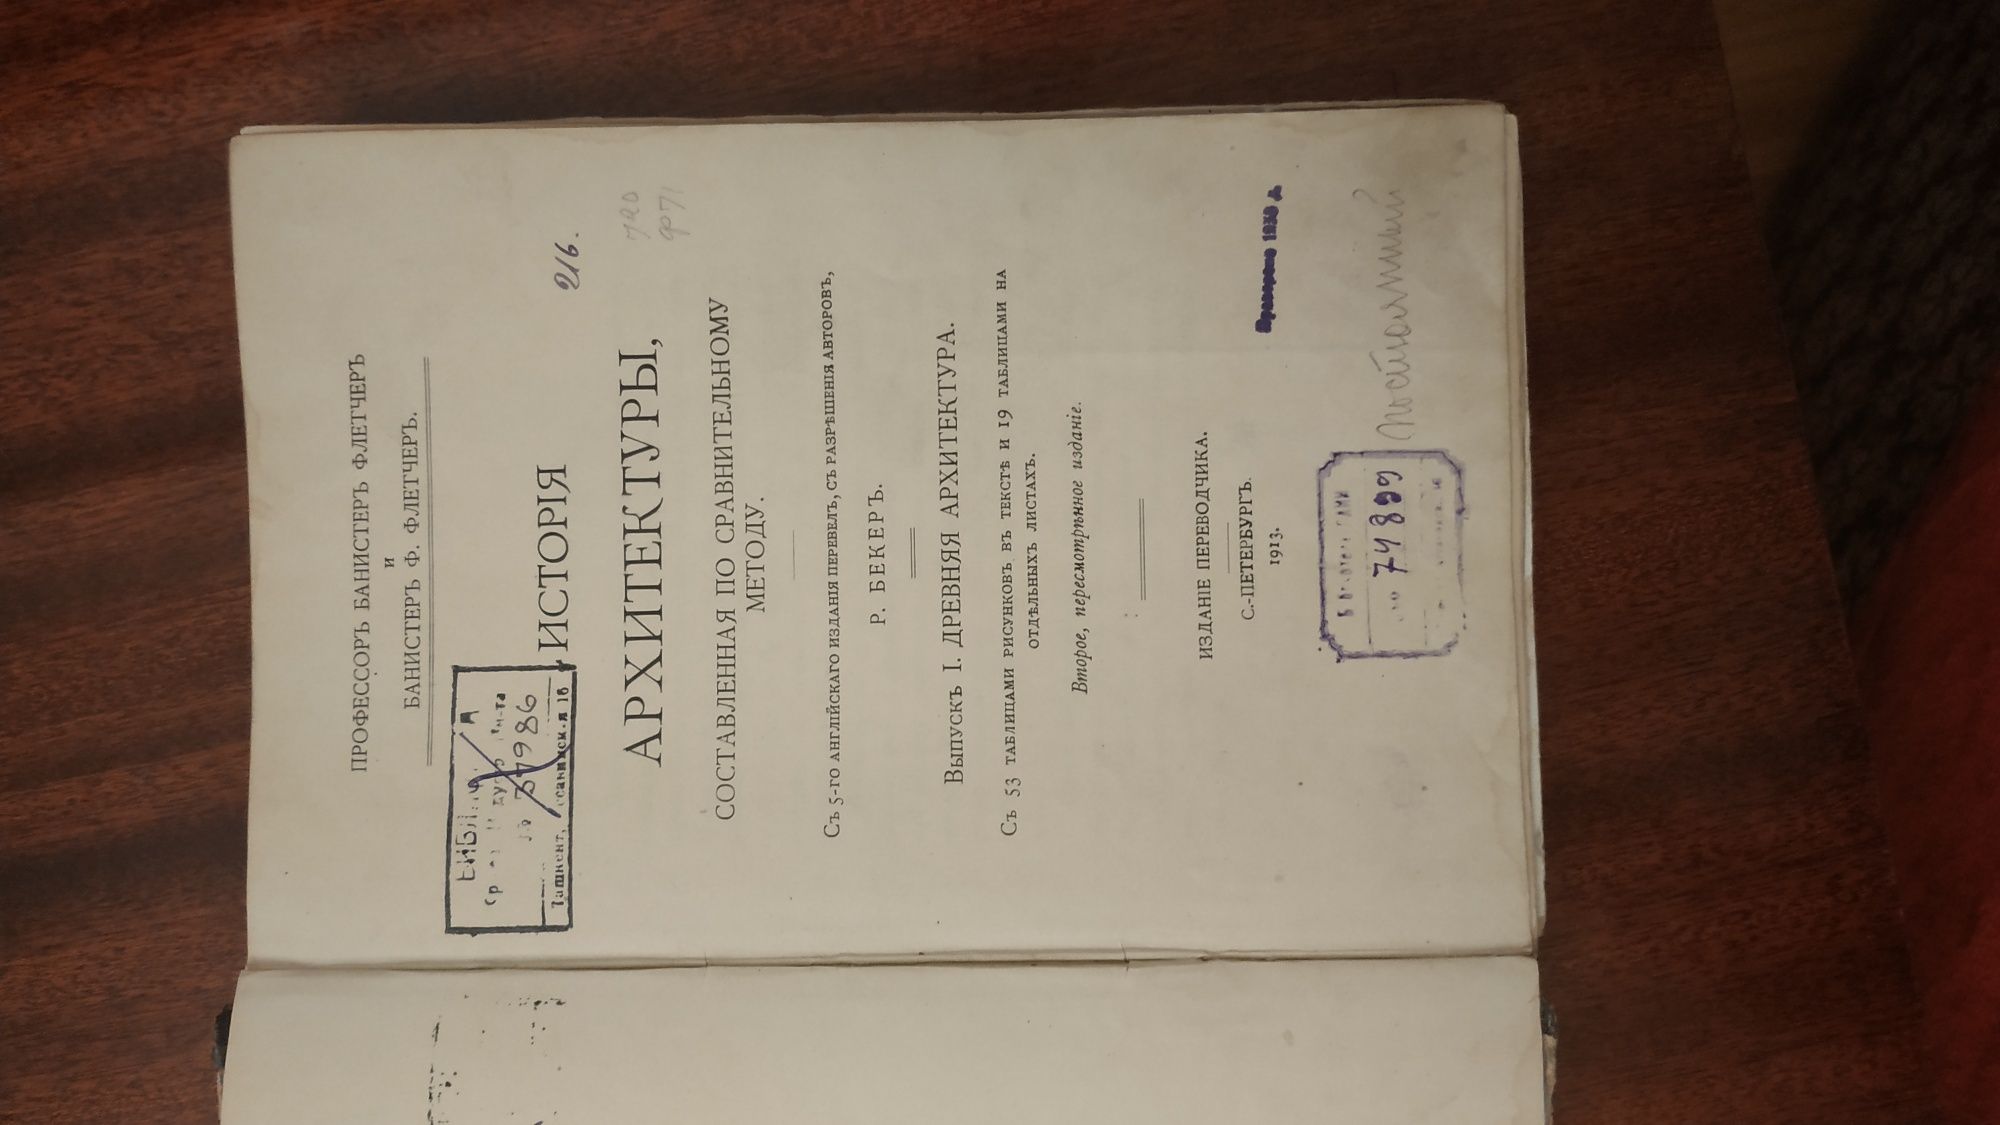 ПРОФЕССОРЪ БАНИСТЕРЪ ФЛЕТЧЕРЪ
И
БАНИСТЕРЪ Ф. ФЛЕТЧЕРЪ.
37986
Ташкент,
ИСТОРІЯ
216.
АРХИТЕКТУРЫ,
720
Ф71
СОСТАВЛЕННАЯ ПО СРАВНИТЕЛЬНОМУ
МЕТОДУ.
Съ 5-ГО АНГЛІЙСКАГО ИЗДАНІЯ ПЕРЕВЕЛЪ, СЪ РАЗРѢШЕНІЯ АВТОРОВЪ,
Р. БЕКЕРЪ.
Выпускъ I. ДРЕВНЯЯ АРХИТЕКТУРА.
Съ 53 ТАБЛИЦАМИ РИСУНКОВЪ ВЪ ТЕКСТѢ И 19 ТАБЛИЦАМИ НА
ОТДѢЛЬНЫХЪ ЛИСТАХЪ.
Второе, пересмотрѣнное изданіе.
ИЗДАНІЕ ПЕРЕВОДЧИКА.
С.-ПЕТЕРБУРГЪ.
1913.
Проверено
74899